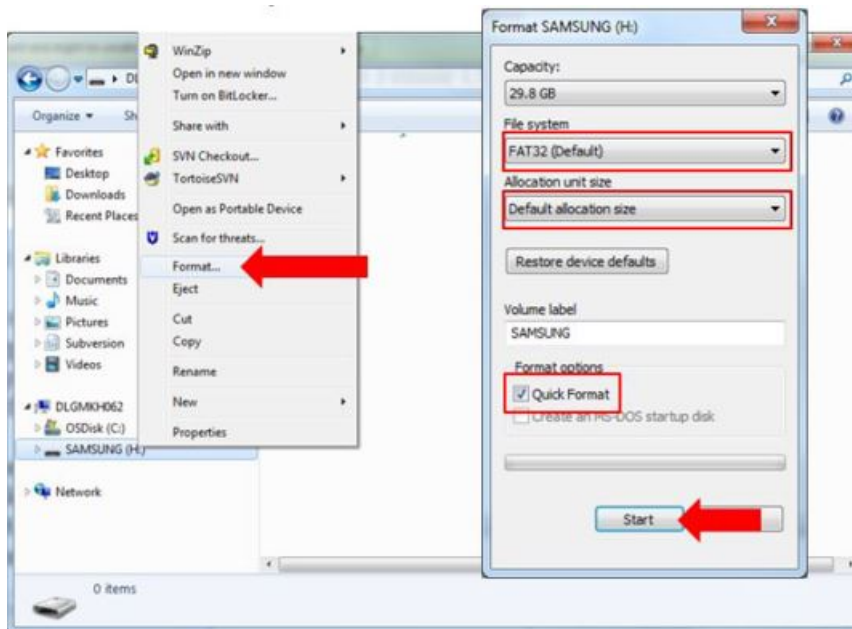 DL
Organize
Sh
Favorites
Desktop
Downloads
Recent Places
Libraries
Documents
Music
Pictures
Subversion
Videos
DLGMKH062
OSDisk (C:)
SAMSUNG (H:)
Network
0 items
WinZip
Open in new window
Turn on BitLocker...
Share with
SVN Checkout...
TortoiseSVN
Open as Portable Device
Scan for threats...
Format...
Eject
Cut
Copy
Rename
New
Properties
Format SAMSUNG (H:)
Capacity:
29.8 GB
File system
FAT32 (Default)
Allocation unit size
Default allocation size
Restore device defaults
Volume label
SAMSUNG
Format options
Quick Format
Create an MS-DOS startup disk
Start